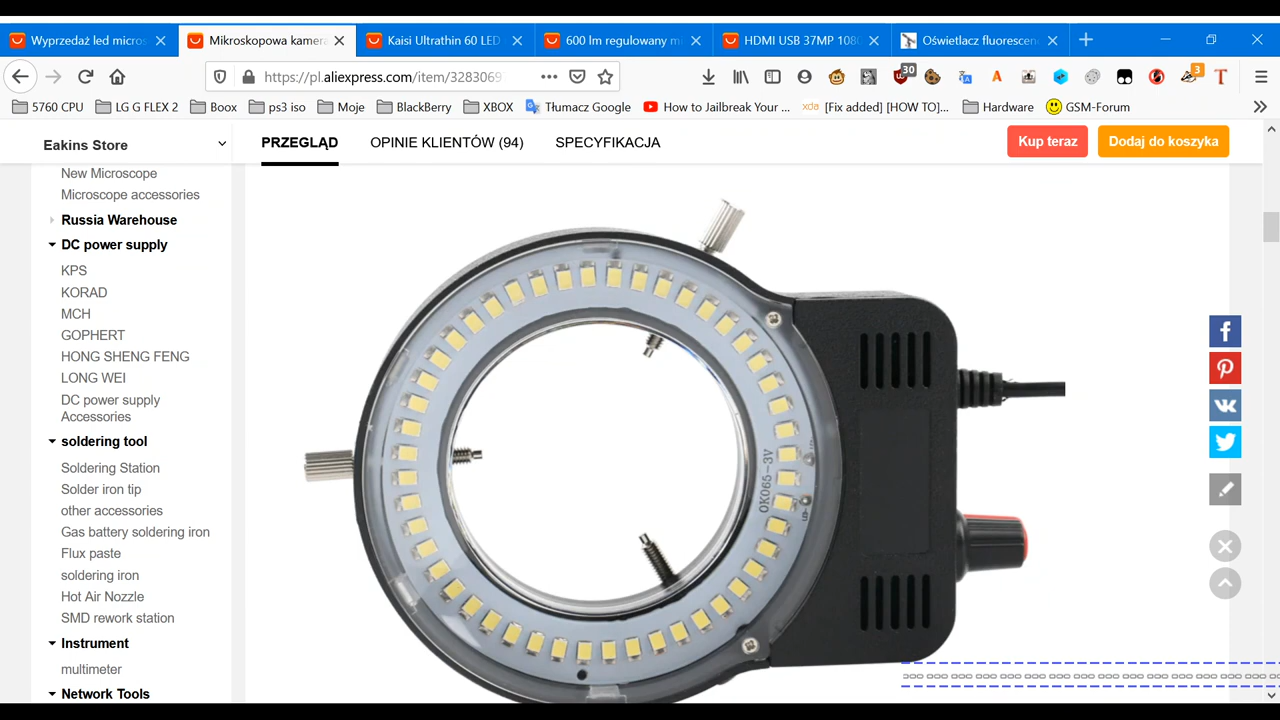 Wyprzedaż led micros
Mikroskopowa kamera
Kaisi Ultrathin 60 LED
600 lm regulowany mi
HDMI USB 37MP 1080
Oświetlacz fluorescen
https://pl.aliexpress.com/item/3283069
30
3
5760 CPU
LG G FLEX 2
Boox
ps3 iso
Moje
BlackBerry
XBOX
Tłumacz Google
How to Jailbreak Your ...
xda
[Fix added] [HOW TO]...
Hardware
GSM-Forum
Eakins Store
PRZEGLĄD
OPINIE KLIENTÓW (94)
SPECYFIKACJA
Kup teraz
Dodaj do koszyka
New Microscope
Microscope accessories
Russia Warehouse
DC power supply
KPS
KORAD
MCH
GOPHERT
HONG SHENG FENG
LONG WEI
DC power supply
Accessories
soldering tool
Soldering Station
Solder iron tip
other accessories
Gas battery soldering iron
Flux paste
soldering iron
Hot Air Nozzle
SMD rework station
Instrument
multimeter
Network Tools
OK065-3V